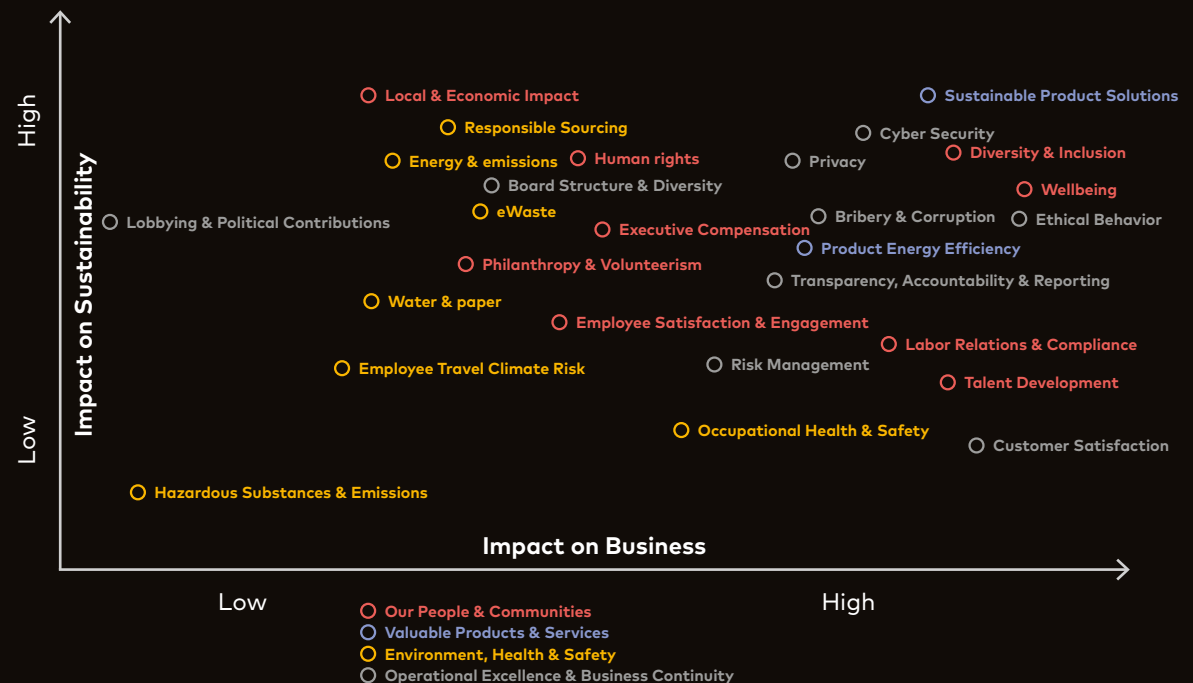 High
Impact on Sustainability
Low
Local & Economic Impact
Sustainable Product Solutions
Responsible Sourcing
Cyber Security
Energy & emissions
Human rights
Privacy
Diversity & Inclusion
Board Structure & Diversity
Wellbeing
eWaste
Lobbying & Political Contributions
Executive Compensation
Bribery & Corruption
Ethical Behavior
Product Energy Efficiency
Philanthropy & Volunteerism
Transparency, Accountability & Reporting
Water & paper
Employee Satisfaction & Engagement
Labor Relations & Compliance
Employee Travel Climate Risk
Risk Management
Talent Development
Occupational Health & Safety
Customer Satisfaction
Hazardous Substances & Emissions
Impact on Business
Low
High
Our People & Communities
Valuable Products & Services
Environment, Health & Safety
Operational Excellence & Business Continuity